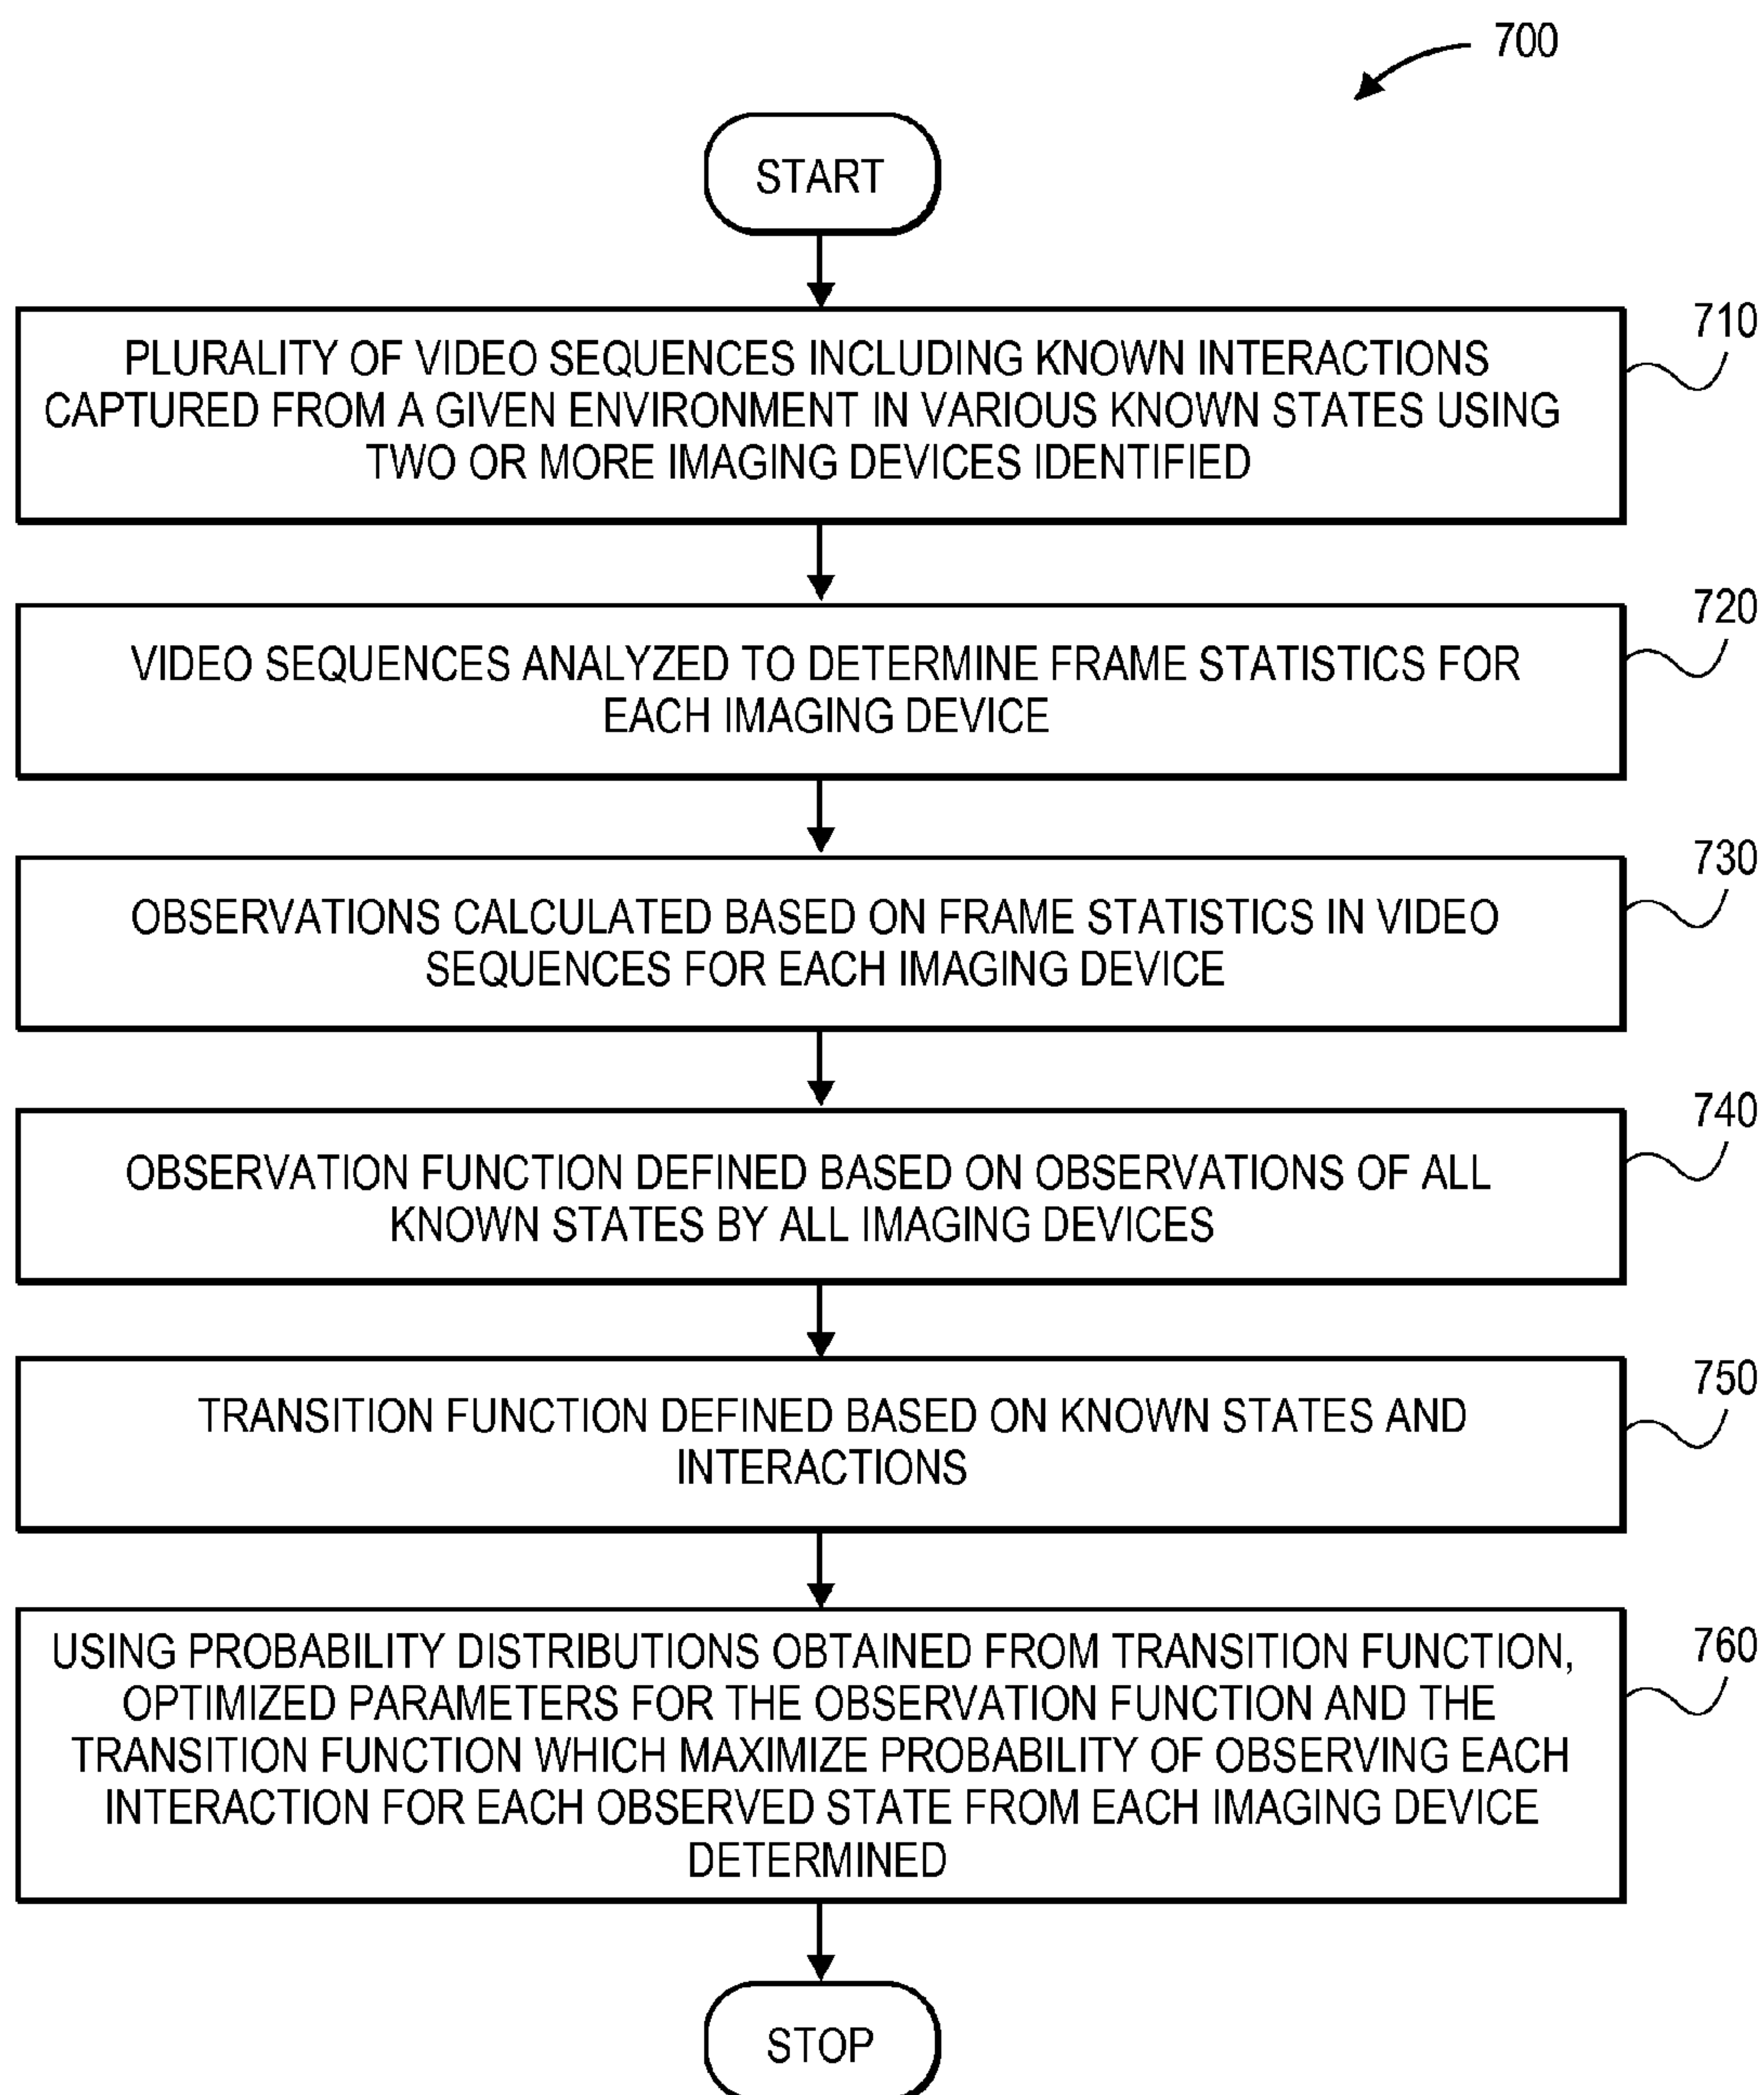 700
START
710
PLURALITY OF VIDEO SEQUENCES INCLUDING KNOWN INTERACTIONS
CAPTURED FROM A GIVEN ENVIRONMENT IN VARIOUS KNOWN STATES USING
TWO OR MORE IMAGING DEVICES IDENTIFIED
720
VIDEO SEQUENCES ANALYZED TO DETERMINE FRAME STATISTICS FOR
EACH IMAGING DEVICE
730
OBSERVATIONS CALCULATED BASED ON FRAME STATISTICS IN VIDEO
SEQUENCES FOR EACH IMAGING DEVICE
740
OBSERVATION FUNCTION DEFINED BASED ON OBSERVATIONS OF ALL
KNOWN STATES BY ALL IMAGING DEVICES
750
TRANSITION FUNCTION DEFINED BASED ON KNOWN STATES AND
INTERACTIONS
760
USING PROBABILITY DISTRIBUTIONS OBTAINED FROM TRANSITION FUNCTION,
OPTIMIZED PARAMETERS FOR THE OBSERVATION FUNCTION AND THE
TRANSITION FUNCTION WHICH MAXIMIZE PROBABILITY OF OBSERVING EACH
INTERACTION FOR EACH OBSERVED STATE FROM EACH IMAGING DEVICE
DETERMINED
STOP